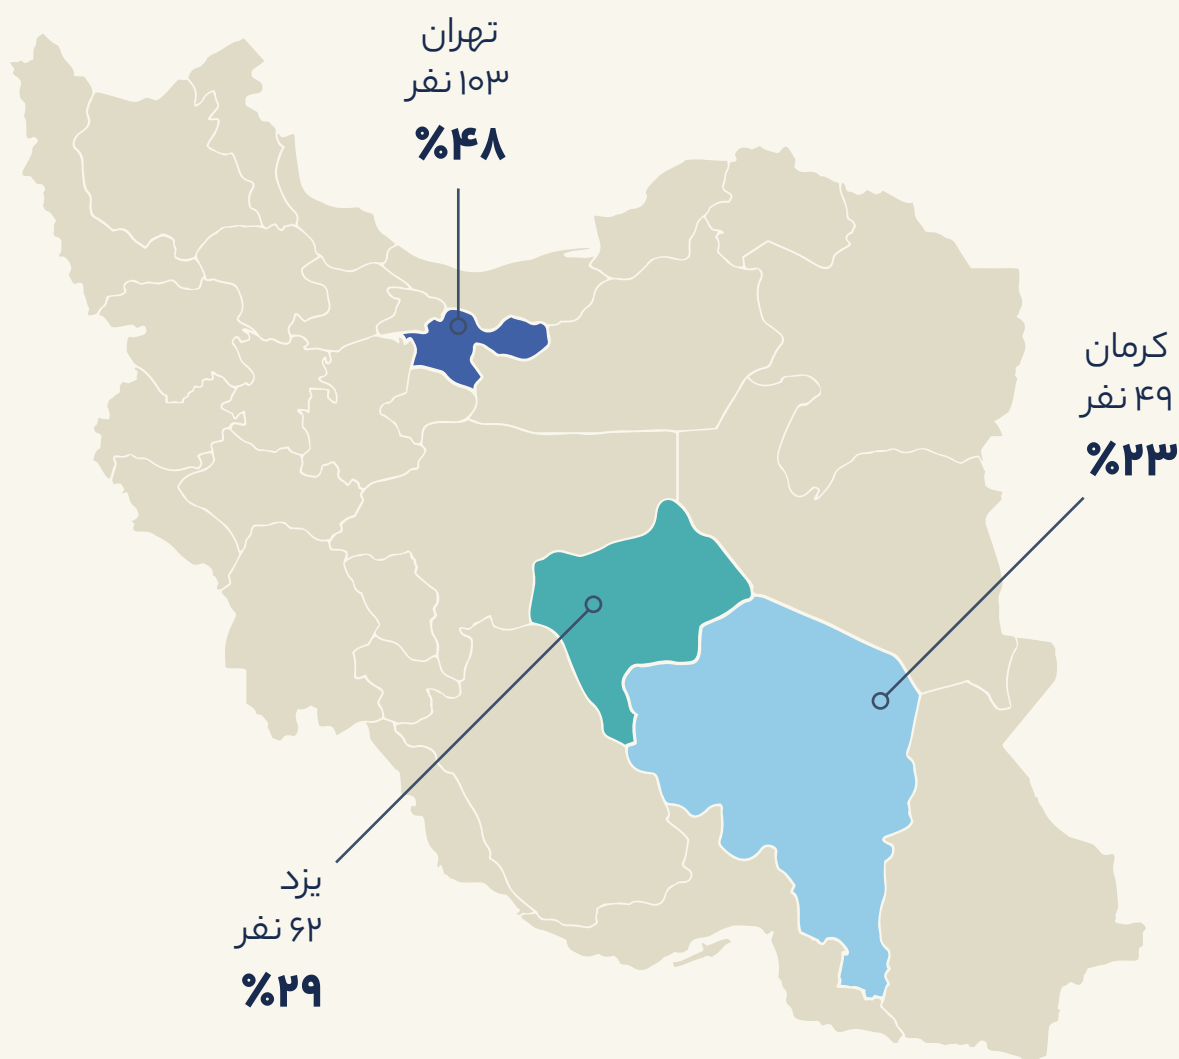 تهران
۱۰۳ نفر
%۴۸
کرمان
۴۹ نفر
%۲۳
یزد
۶۲ نفر
%۲۹